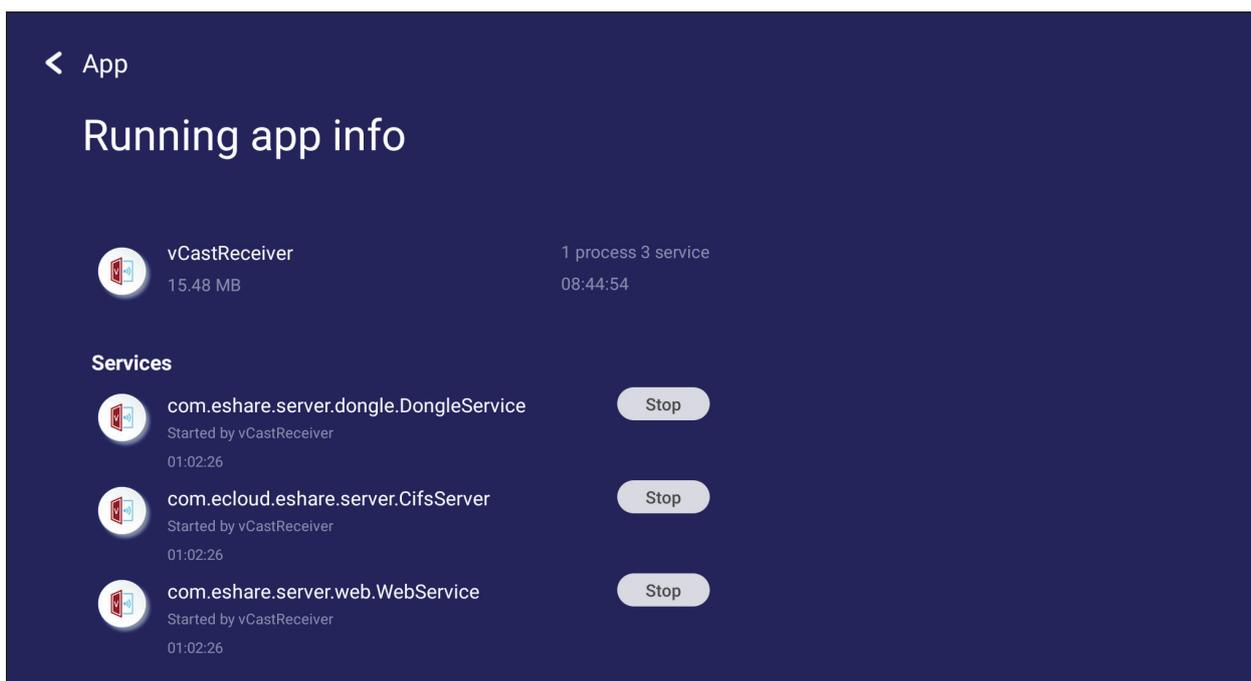 App
Running app info
vCastReceiver
1 process 3 service
15.48 MB
08:44:54
Services
com.eshare.server.dongle.DongleService
Stop
Started by vCastReceiver
01:02:26
com.ecloud.eshare.server.CifsServer
Stop
Started by vCastReceiver
01:02:26
com.eshare.server.web.WebService
Stop
Started by vCastReceiver
01:02:26